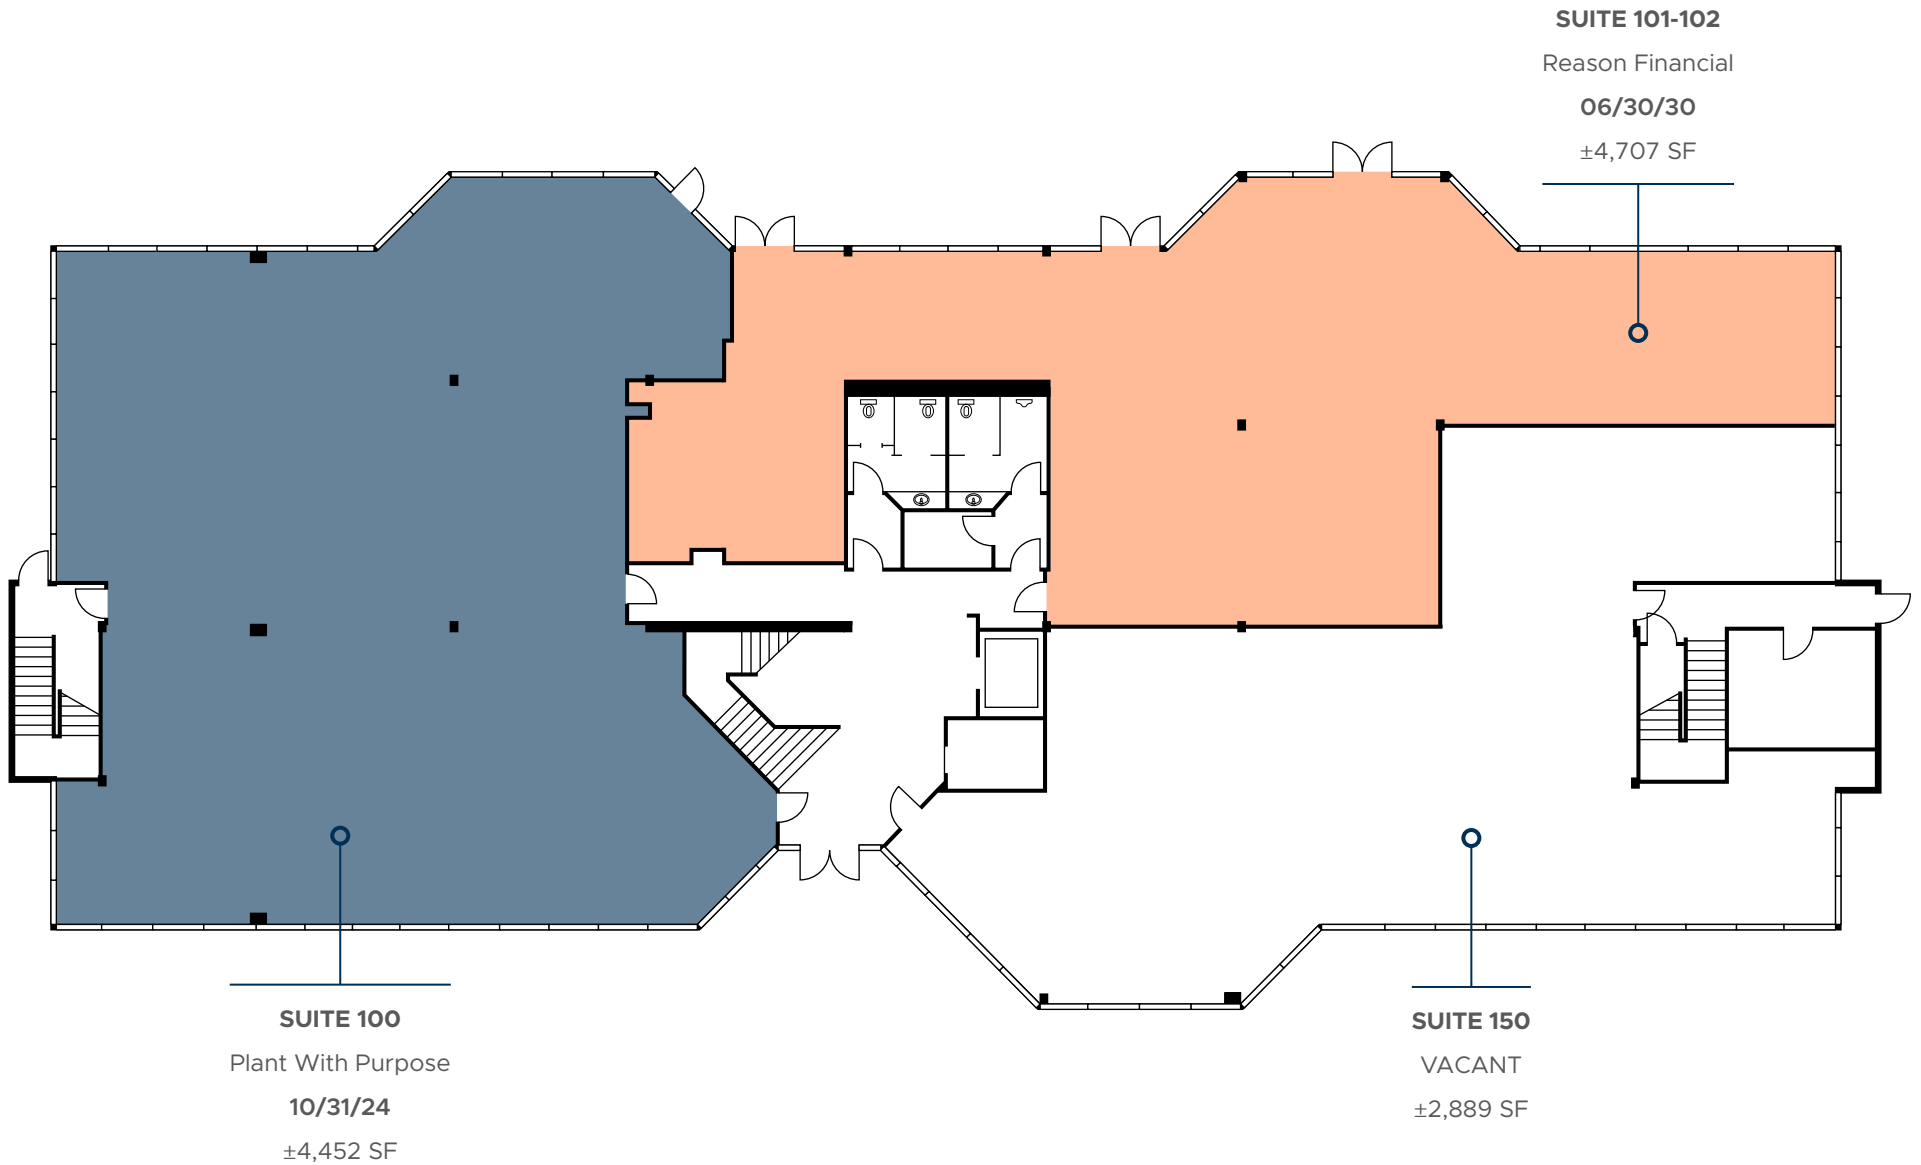 SUITE 101-102
Reason Financial
06/30/30
±4,707 SF
SUITE 100
Plant With Purpose
10/31/24
±4,452 SF
SUITE 150
VACANT
±2,889 SF